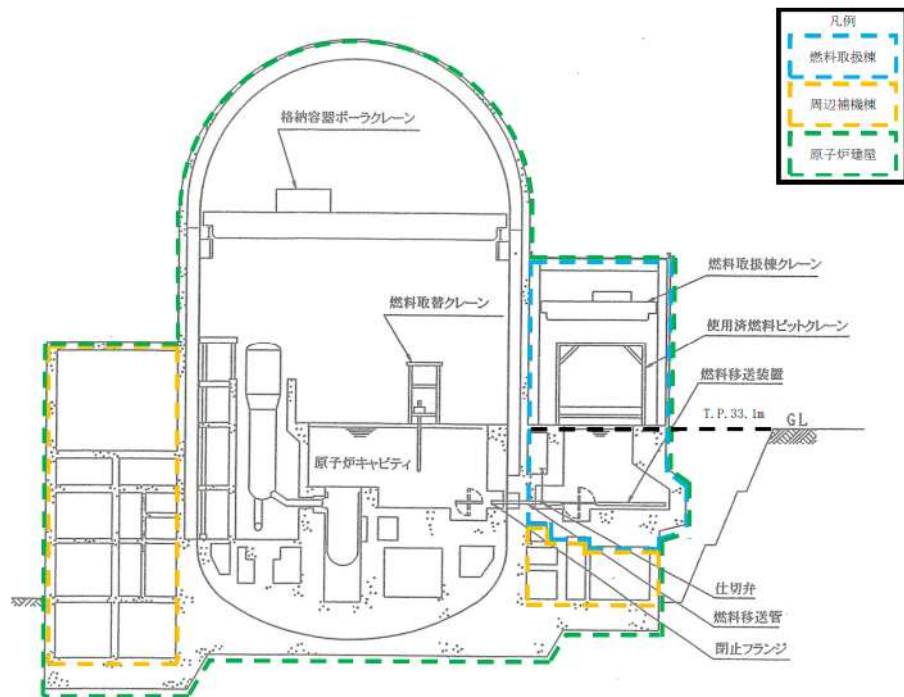 凡例
燃料取扱棟
周辺補機棟
原子炉建屋
格納容器ポーラクレーン
燃料取扱棟クレーン
燃料取替クレーン
使用済燃料ピットクレーン
燃料移送装置
T.P.33.1m
GL
原子炉キャビティ
仕切弁
燃料移送管
閉止フランジ